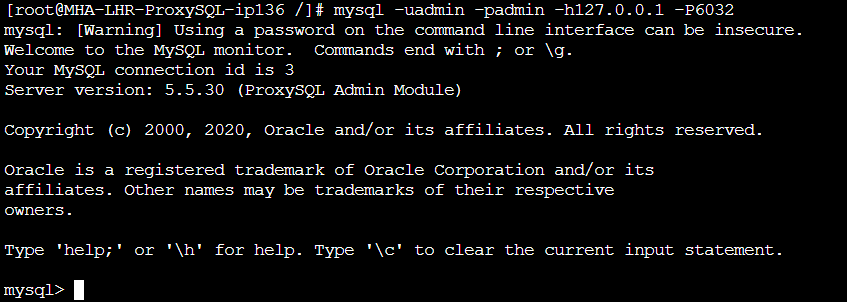 [root@MHA-LHR-ProxySQL-ip136 /]# mysql -uadmin -padmin -h127.0.0.1 -P6032
mysql: [Warning] Using a password on the command line interface can be insecure.
Welcome to the MySQL monitor.  Commands end with ; or \g.
Your MySQL connection id is 3
Server version: 5.5.30 (ProxySQL Admin Module)

Copyright (c) 2000, 2020, Oracle and/or its affiliates. All rights reserved.

Oracle is a registered trademark of Oracle Corporation and/or its
affiliates. Other names may be trademarks of their respective
owners.

Type 'help;' or '\h' for help. Type '\c' to clear the current input statement.

mysql>